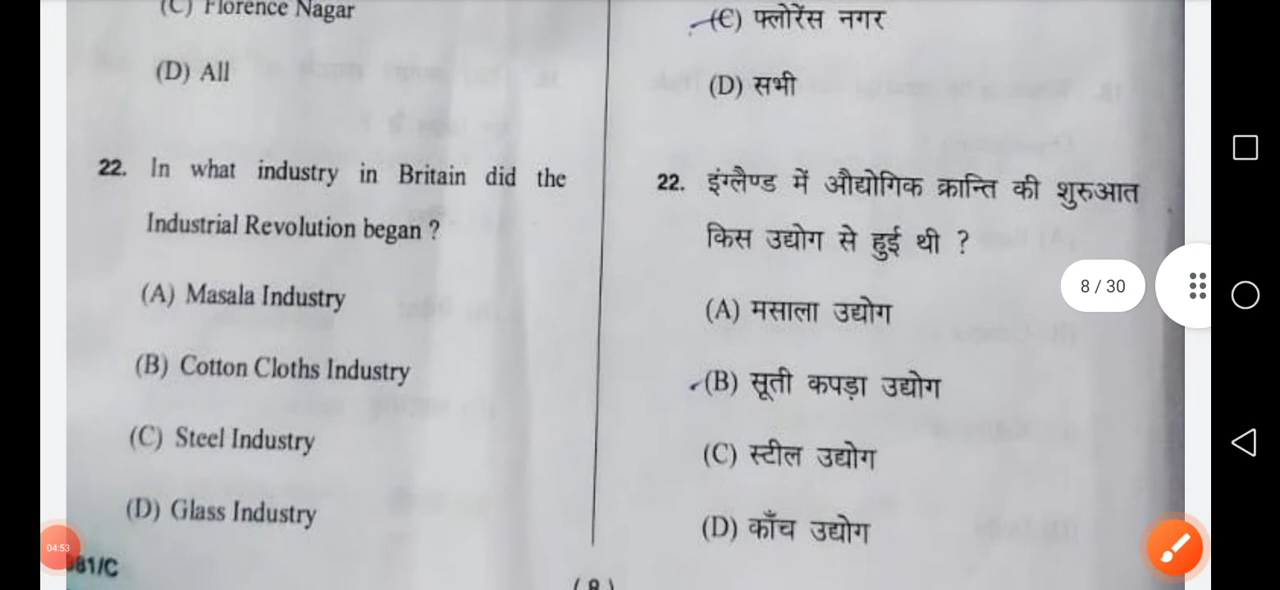 (C) Florence Nagar
(D) All
22. In what industry in Britain did the
Industrial Revolution began ?
(A) Masala Industry
(B) Cotton Cloths Industry
(C) Steel Industry
(D) Glass Industry
981/C
(C) फ्लोरेंस नगर
(D) सभी
22. इंग्लैण्ड में औद्योगिक क्रान्ति की शुरुआत
किस उद्योग से हुई थी ?
(A) मसाला उद्योग
(B) सूती कपड़ा उद्योग
(C) स्टील उद्योग
(D) काँच उद्योग
( 8 )
8 / 30
04:53